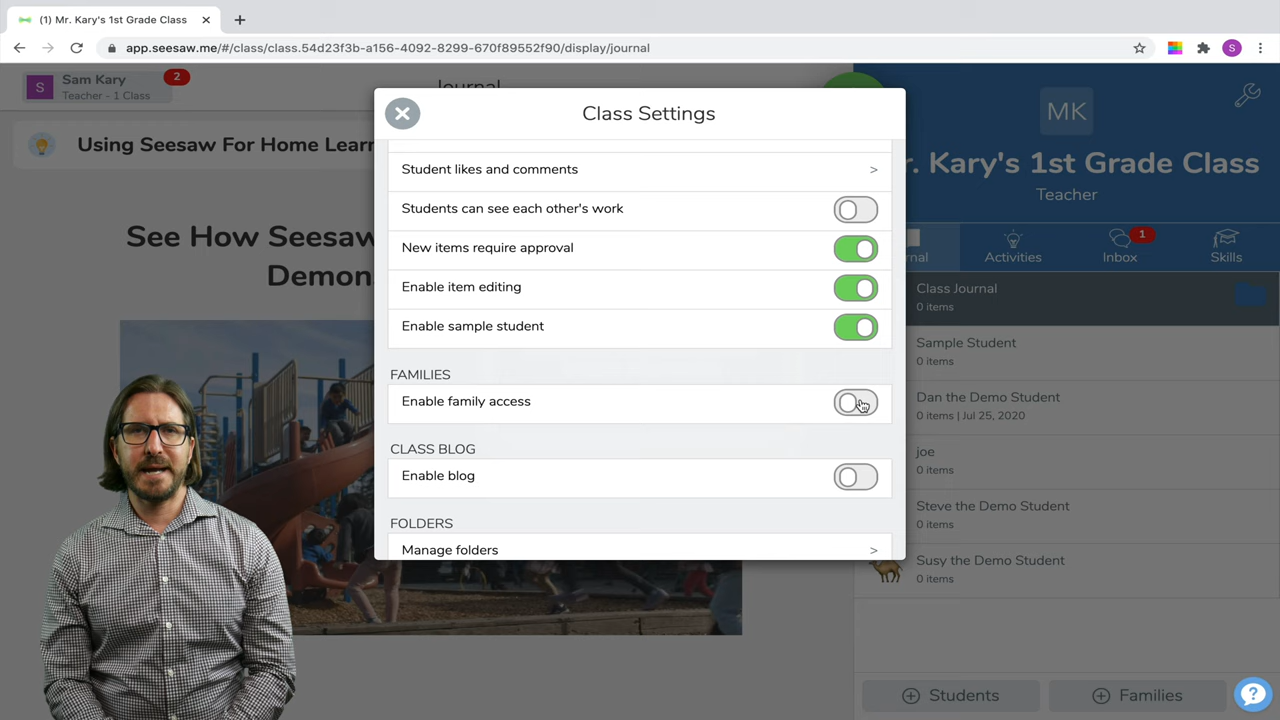 (1) Mr. Kary's 1st Grade Class
app.seesaw.me/#/class/class.54d23f3b-a156-4092-8299-670f89552f90/display/journal
S
S
Sam Kary
2
Teacher - 1 Class
Journal
Using Seesaw For Home Learn
See How Seesaw
Demon
Class Settings
Student likes and comments >
Students can see each other's work
New items require approval
Enable item editing
Enable sample student
FAMILIES
Enable family access
CLASS BLOG
Enable blog
FOLDERS
Manage folders >
MK
r. Kary's 1st Grade Class
Teacher
nal
Activities
Inbox
1
Skills
Class Journal
0 items
Sample Student
0 items
Dan the Demo Student
0 items | Jul 25, 2020
joe
0 items
Steve the Demo Student
0 items
Susy the Demo Student
0 items
Students
Families
?